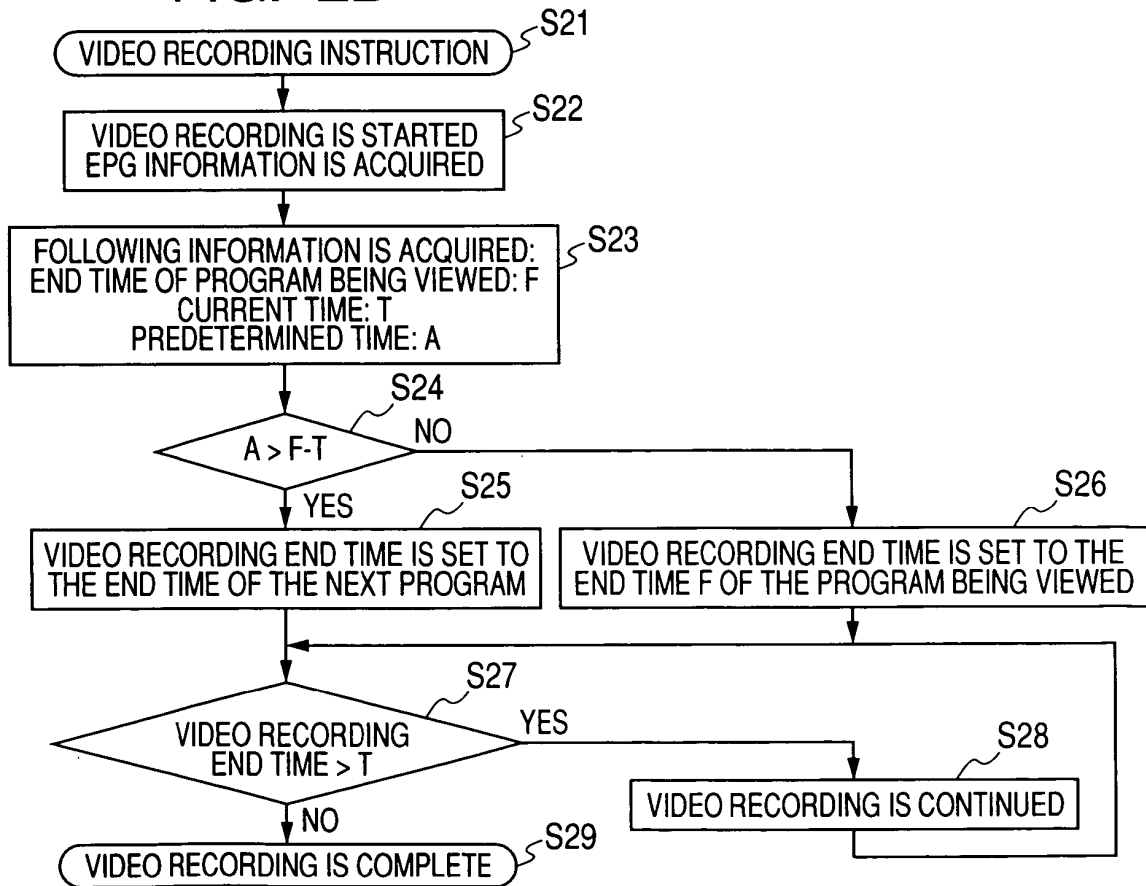 S21
VIDEO RECORDING INSTRUCTION
S22
VIDEO RECORDING IS STARTED
EPG INFORMATION IS ACQUIRED
S23
FOLLOWING INFORMATION IS ACQUIRED:
END TIME OF PROGRAM BEING VIEWED: F
CURRENT TIME: T
PREDETERMINED TIME: A
S24
A > F-T
NO
YES
S25
VIDEO RECORDING END TIME IS SET TO
THE END TIME OF THE NEXT PROGRAM
S26
VIDEO RECORDING END TIME IS SET TO THE
END TIME F OF THE PROGRAM BEING VIEWED
S27
VIDEO RECORDING
END TIME > T
YES
NO
S28
VIDEO RECORDING IS CONTINUED
S29
VIDEO RECORDING IS COMPLETE